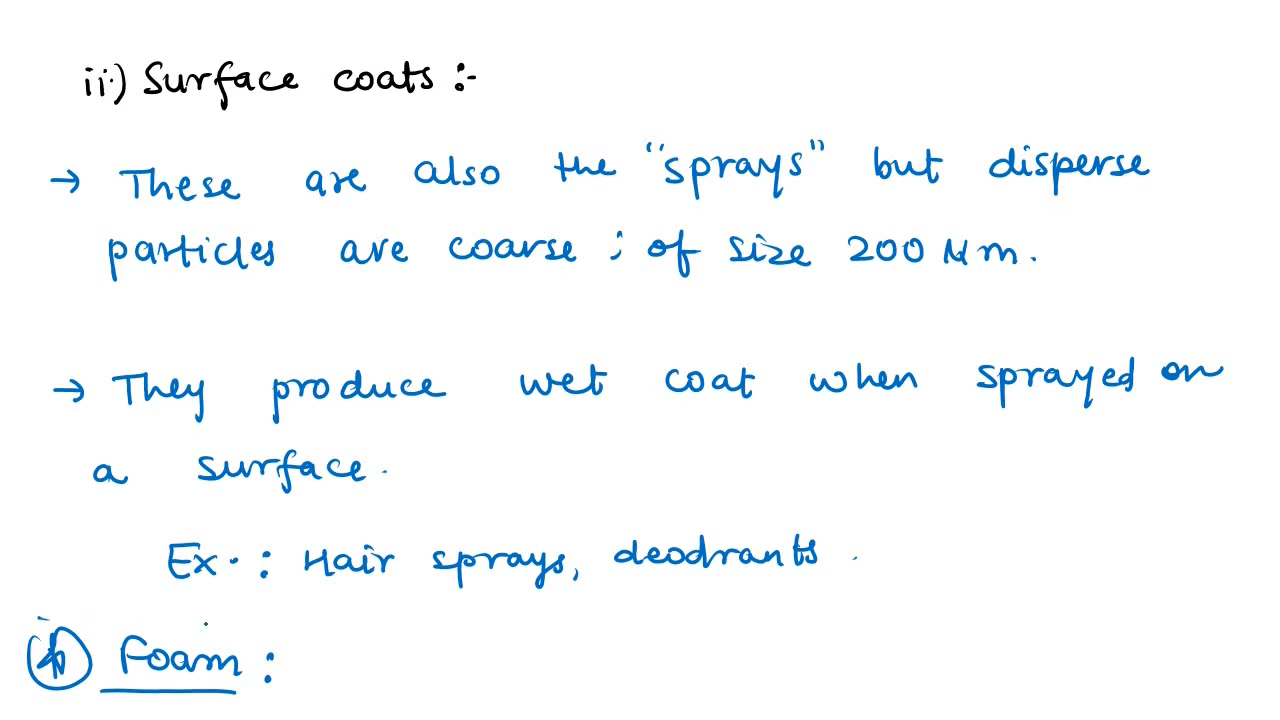 ii) Surface coats :-
→ These are also the "sprays" but disperse
particles are coarse ; of size 200 μm.
→ They produce wet coat when sprayed on
a surface.
Ex. : Hair sprays, deodrants.
Foam :